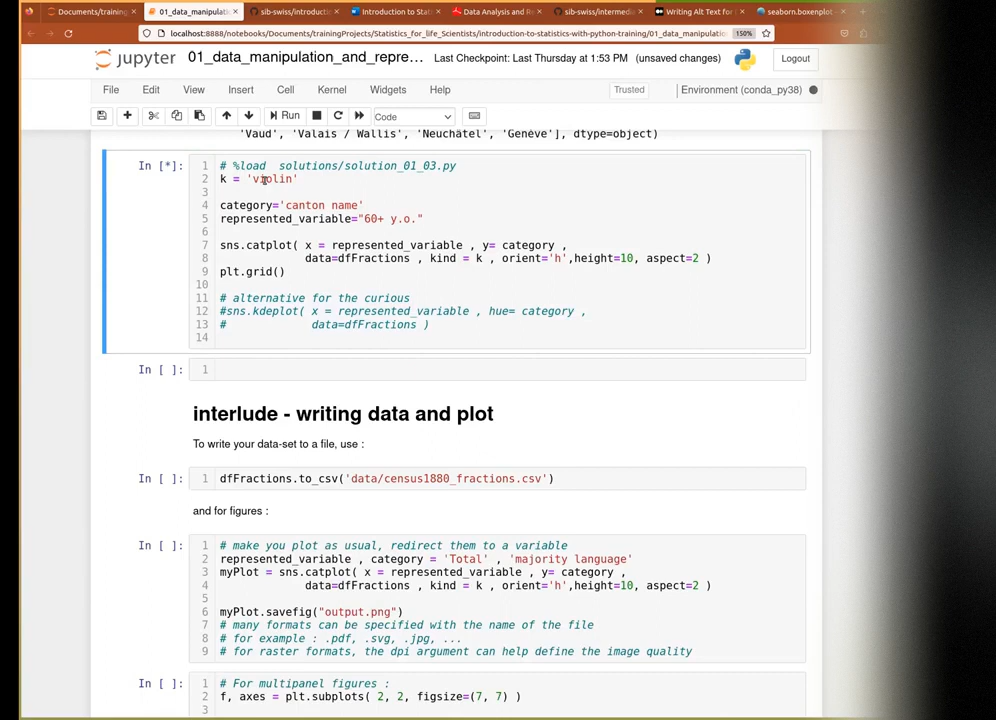 Documents/training
01_data_manipulat
sib-swiss/introducti
Introduction to Stat
Data Analysis and Re
sib-swiss/intermedi
Writing Alt Text for
seaborn.boxenplot -
localhost:8888/notebooks/Documents/trainingProjects/Statistics_for_life_Scientists/introduction-to-statistics-with-python-training/01_data_manipulatio
150%
jupyter
01_data_manipulation_and_repre...
Last Checkpoint: Last Thursday at 1:53 PM (unsaved changes)
Logout
File Edit View Insert Cell Kernel Widgets Help
Trusted
Environment (conda_py38)
Run
Code
'Vaud', 'Valais / Wallis', 'Neuchâtel', 'Genève'], dtype=object)
In [*]:
1 # %load solutions/solution_01_03.py
2 k = 'violin'
3
4 category='canton name'
5 represented_variable="60+ y.o."
6
7 sns.catplot( x = represented_variable , y= category ,
8 data=dfFractions , kind = k , orient='h',height=10, aspect=2 )
9 plt.grid()
10
11 # alternative for the curious
12 #sns.kdeplot( x = represented_variable , hue= category ,
13 # data=dfFractions )
14
In [ ]:
1
interlude - writing data and plot
To write your data-set to a file, use :
In [ ]:
1 dfFractions.to_csv('data/census1880_fractions.csv')
and for figures :
In [ ]:
1 # make you plot as usual, redirect them to a variable
2 represented_variable , category = 'Total' , 'majority language'
3 myPlot = sns.catplot( x = represented_variable , y= category ,
4 data=dfFractions , kind = k , orient='h',height=10, aspect=2 )
5
6 myPlot.savefig("output.png")
7 # many formats can be specified with the name of the file
8 # for example : .pdf, .svg, .jpg, ...
9 # for raster formats, the dpi argument can help define the image quality
In [ ]:
1 # For multipanel figures :
2 f, axes = plt.subplots( 2, 2, figsize=(7, 7) )
3